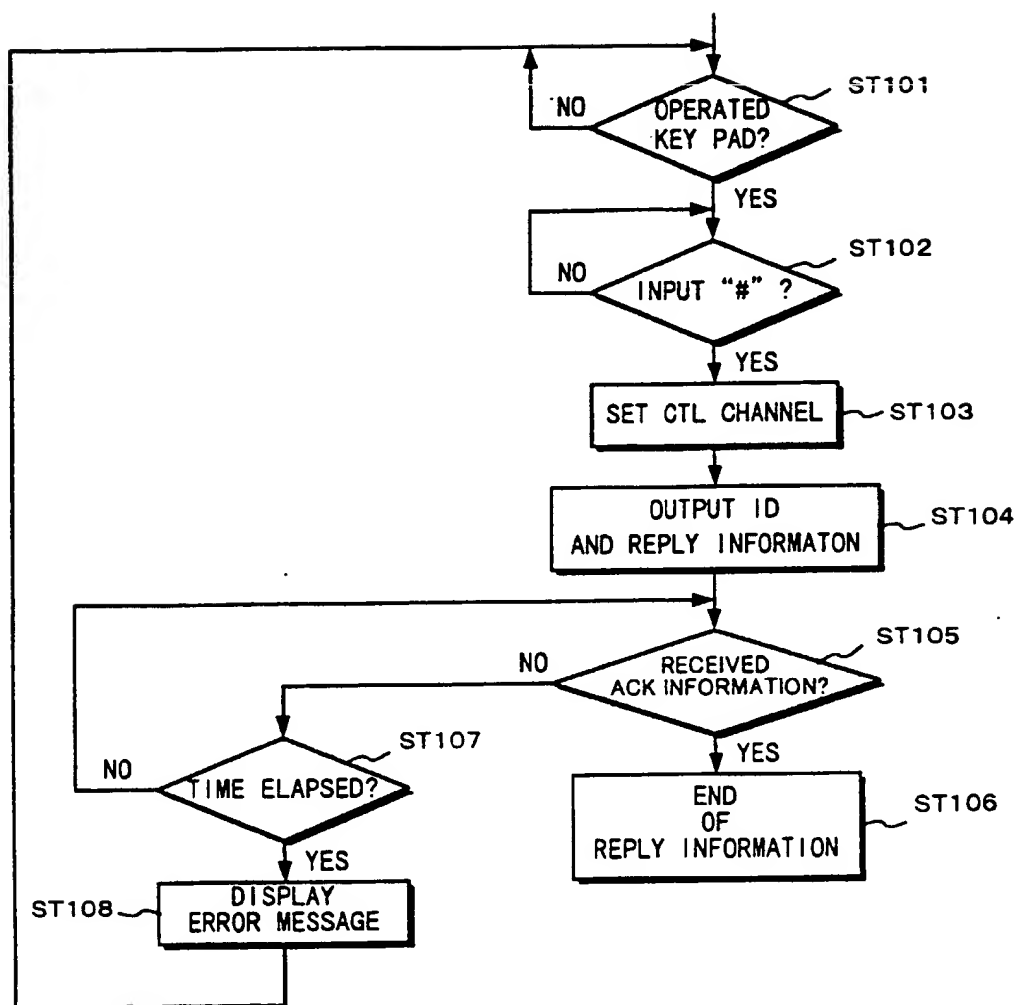 ST101
OPERATED
KEY PAD?
NO
YES
ST102
INPUT "#" ?
NO
YES
SET CTL CHANNEL
ST103
OUTPUT ID
AND REPLY INFORMATON
ST104
RECEIVED
ACK INFORMATION?
ST105
NO
YES
TIME ELAPSED?
ST107
NO
YES
END
OF
REPLY INFORMATION
ST106
DISPLAY
ERROR MESSAGE
ST108